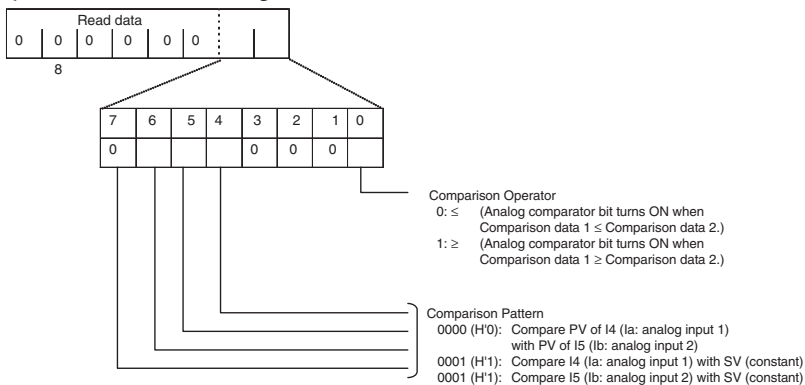 Read data
0 0 0 0 0 0
8
7 6 5 4 3 2 1 0
0 0 0 0
Comparison Operator
0: ≤ (Analog comparator bit turns ON when
Comparison data 1 ≤ Comparison data 2.)
1: ≥ (Analog comparator bit turns ON when
Comparison data 1 ≥ Comparison data 2.)
Comparison Pattern
0000 (H'0): Compare PV of I4 (Ia: analog input 1)
with PV of I5 (Ib: analog input 2)
0001 (H'1): Compare I4 (Ia: analog input 1) with SV (constant)
0001 (H'1): Compare I5 (Ib: analog input 2) with SV (constant)